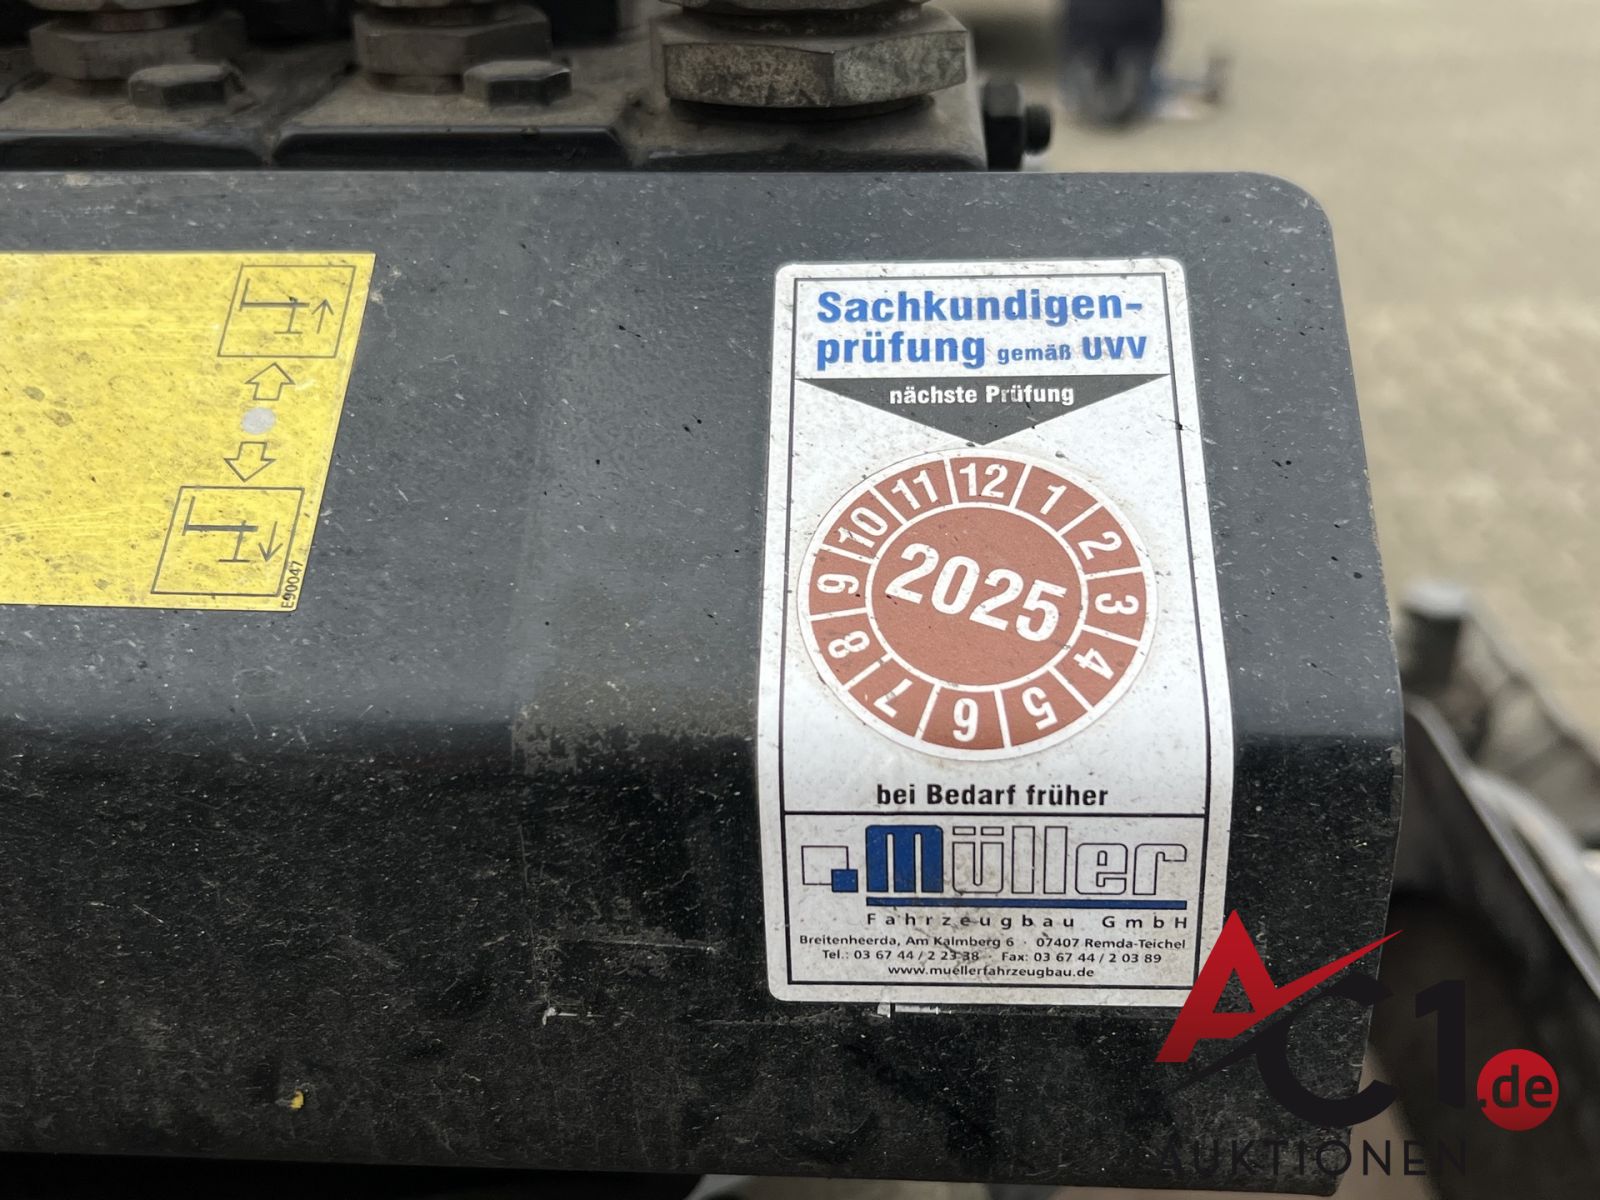 Sachkundigen-
prüfung gemäß UVV
nächste Prüfung
12
1
2
3
4
5
6
7
8
9
10
11
2025
bei Bedarf früher
Müller
Fahrzeugbau GmbH
Breitenheerda, Am Kalmberg 6 · 07407 Remda-Teichel
Tel.: 03 67 44 / 2 23 38 · Fax: 03 67 44 / 2 03 89
www.muellerfahrzeugbau.de
E90047
AC1.de
AUKTIONEN